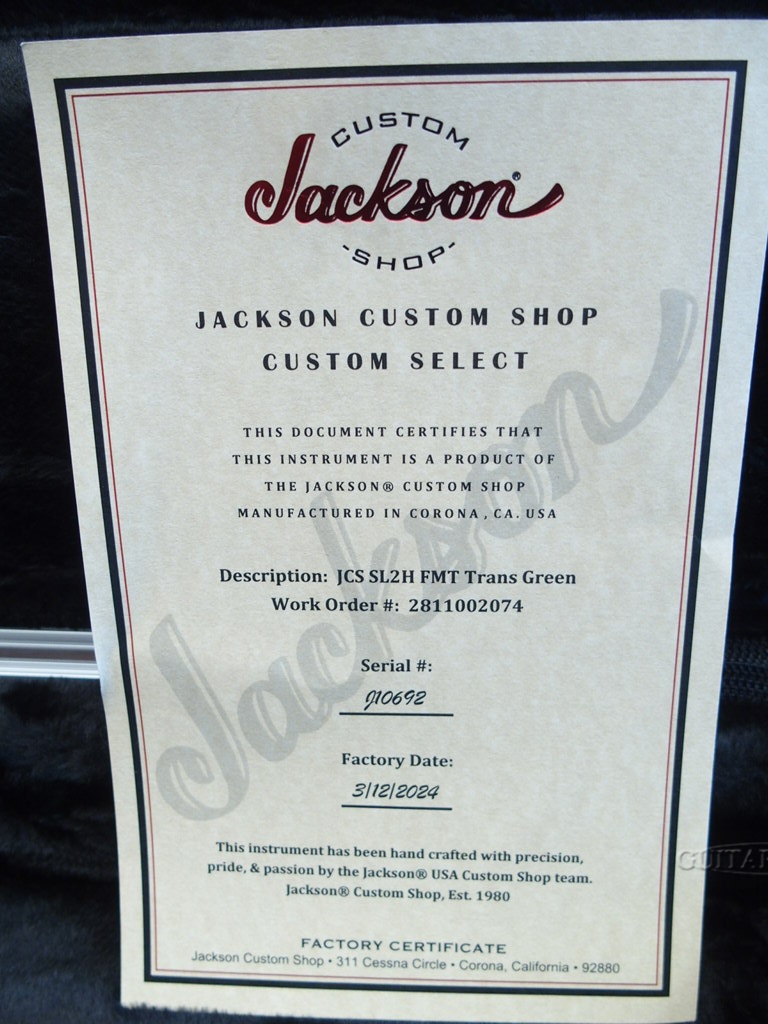 CUSTOM
Jackson®
-SHOP-
JACKSON CUSTOM SHOP
CUSTOM SELECT
THIS DOCUMENT CERTIFIES THAT
THIS INSTRUMENT IS A PRODUCT OF
THE JACKSON® CUSTOM SHOP
MANUFACTURED IN CORONA, CA. USA
Jackson
Description: JCS SL2H FMT Trans Green
Work Order #: 2811002074
Serial #:
J10692
Factory Date:
3/12/2024
This instrument has been hand crafted with precision,
pride, & passion by the Jackson® USA Custom Shop team.
Jackson® Custom Shop, Est. 1980
GUITAR
FACTORY CERTIFICATE
Jackson Custom Shop • 311 Cessna Circle • Corona, California • 92880